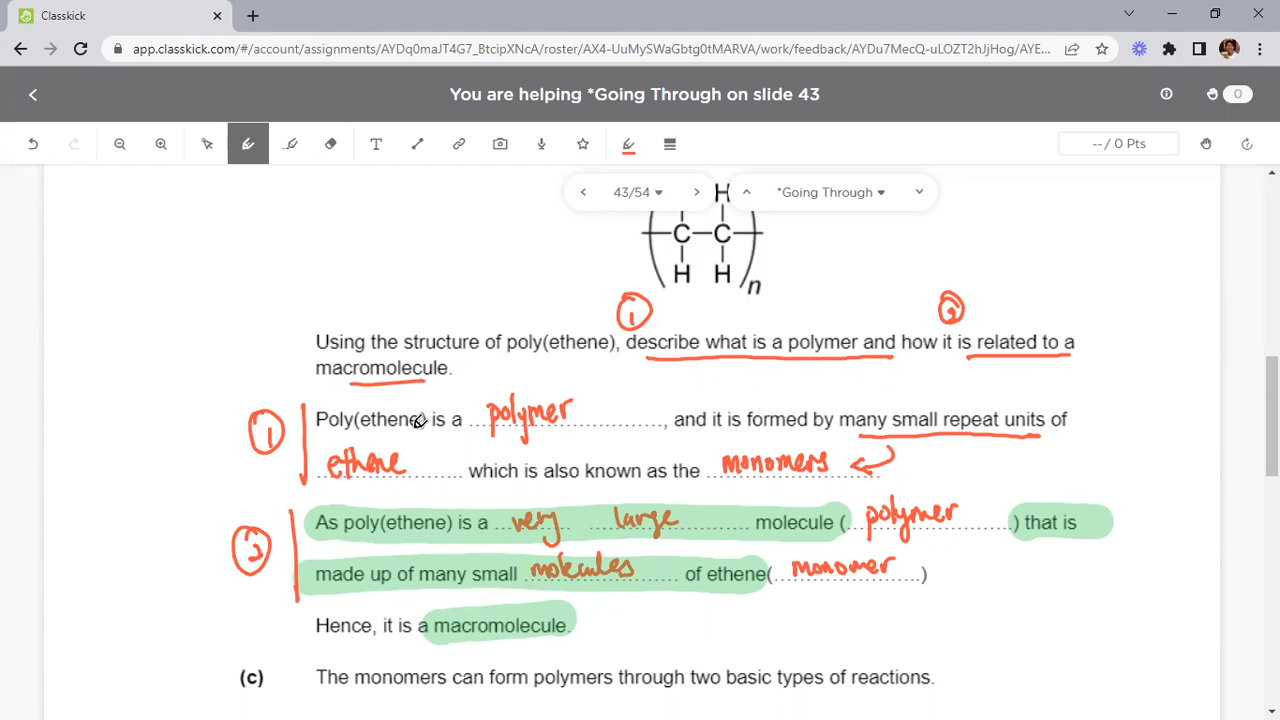 Classkick
app.classkick.com/#/account/assignments/AYDq0maJT4G7_BtcipXNCA/roster/AX4-UuMySWaGbtg0tMARVA/work/feedback/AYDu7MecQ-uLOZT2hJjHog/AYE...
You are helping *Going Through on slide 43
0
T
-- / 0 Pts
43/54
*Going Through
H
C C
H H
n
1 2
Using the structure of poly(ethene), describe what is a polymer and how it is related to a
macromolecule.
1 Poly(ethene) is a polymer, and it is formed by many small repeat units of
ethene which is also known as the monomers
2 As poly(ethene) is a very large molecule (polymer) that is
made up of many small molecules of ethene(monomer)
Hence, it is a macromolecule.
(c) The monomers can form polymers through two basic types of reactions.